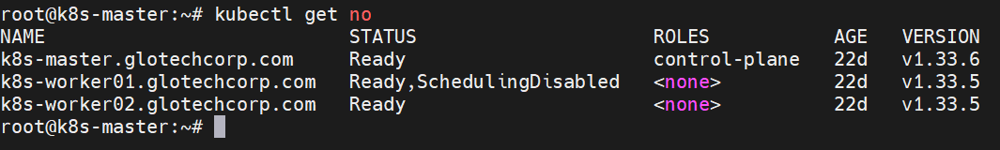 root@k8s-master:~# kubectl get no
NAME STATUS ROLES AGE VERSION
k8s-master.glotechcorp.com Ready control-plane 22d v1.33.6
k8s-worker01.glotechcorp.com Ready,SchedulingDisabled <none> 22d v1.33.5
k8s-worker02.glotechcorp.com Ready <none> 22d v1.33.5
root@k8s-master:~#